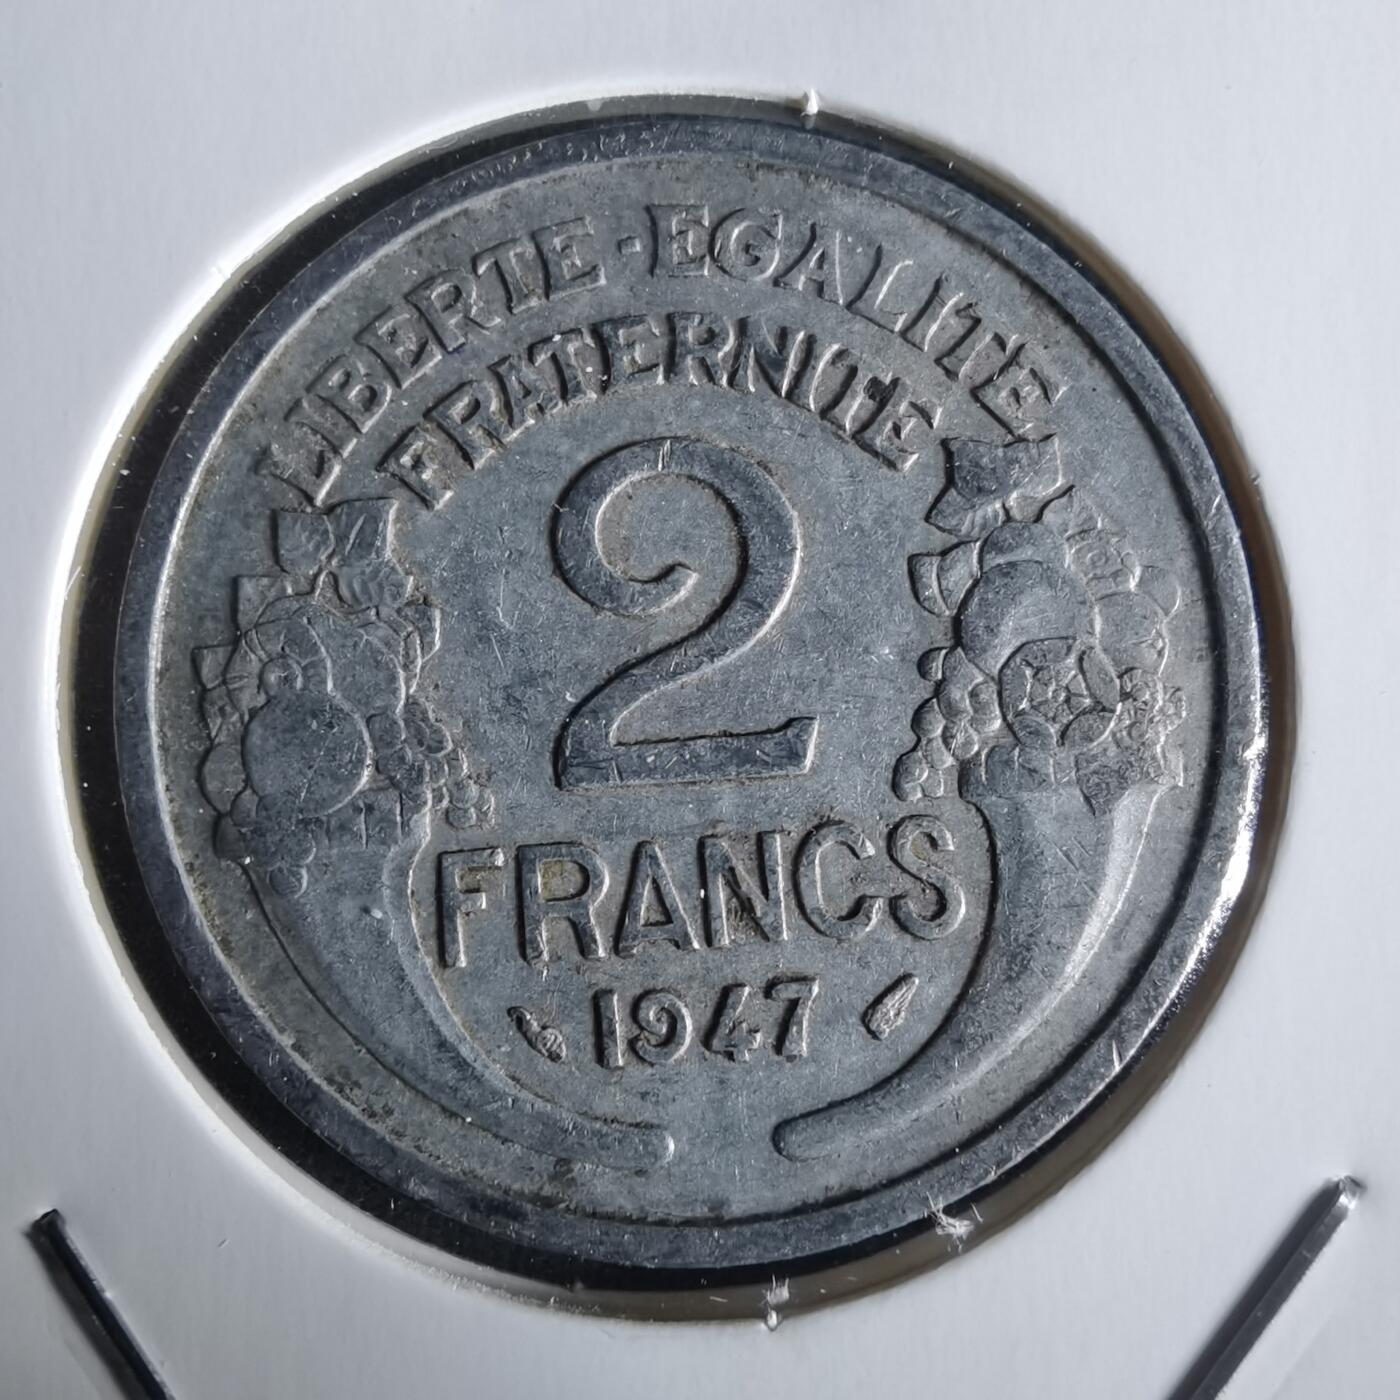 LIBERTE · EGALITE
FRATERNITE
2
FRANCS
1947